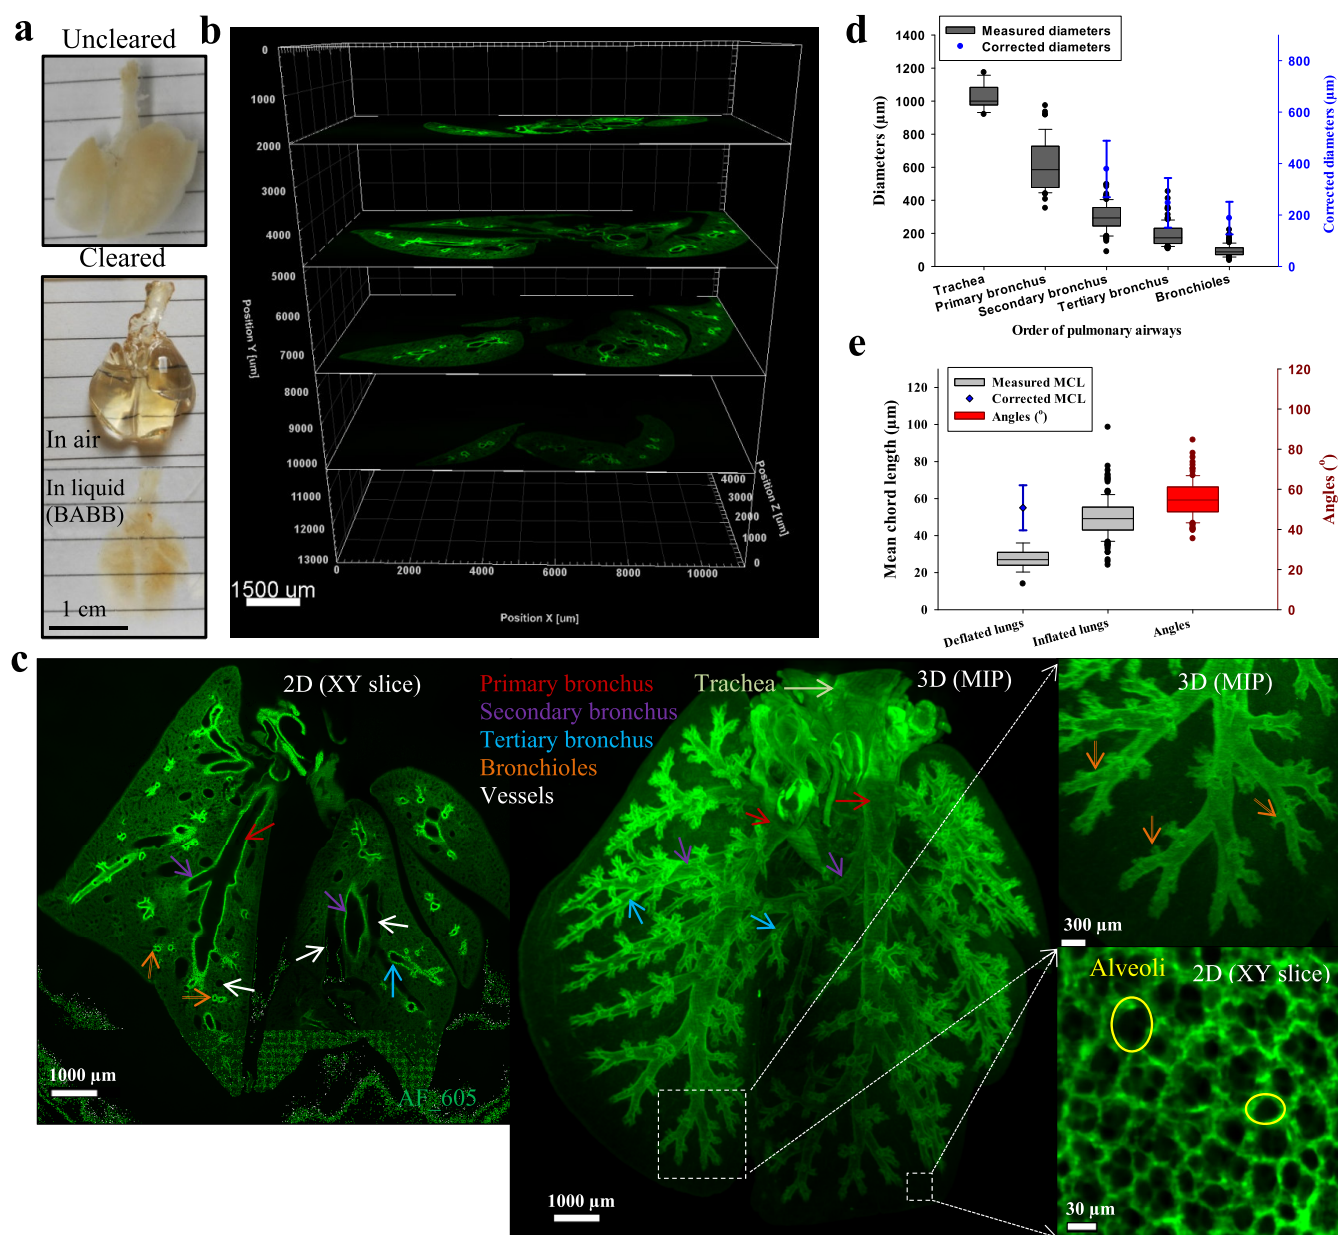 a
Uncleared
Cleared
In air
In liquid
(BABB)
1 cm
b
0
1000
2000
3000
4000
5000
6000
7000
8000
9000
10000
11000
12000
13000
Position Y [um]
0
2000
4000
6000
8000
10000
Position X [um]
4000
3000
2000
1000
0
Position Z [um]
1500 um
c
2D (XY slice)
1000 µm
AF_605
Primary bronchus
Secondary bronchus
Tertiary bronchus
Bronchioles
Vessels
Trachea
3D (MIP)
1000 µm
3D (MIP)
300 µm
Alveoli
2D (XY slice)
30 µm
d
Measured diameters
Corrected diameters
1400
1200
1000
800
600
400
200
0
Diameters (µm)
800
600
400
200
0
Corrected diameters (µm)
Trachea
Primary bronchus
Secondary bronchus
Tertiary bronchus
Bronchioles
Order of pulmonary airways
e
Measured MCL
Corrected MCL
Angles (°)
120
100
80
60
40
20
0
Mean chord length (µm)
120
100
80
60
40
20
0
Angles (°)
Deflated lungs
Inflated lungs
Angles